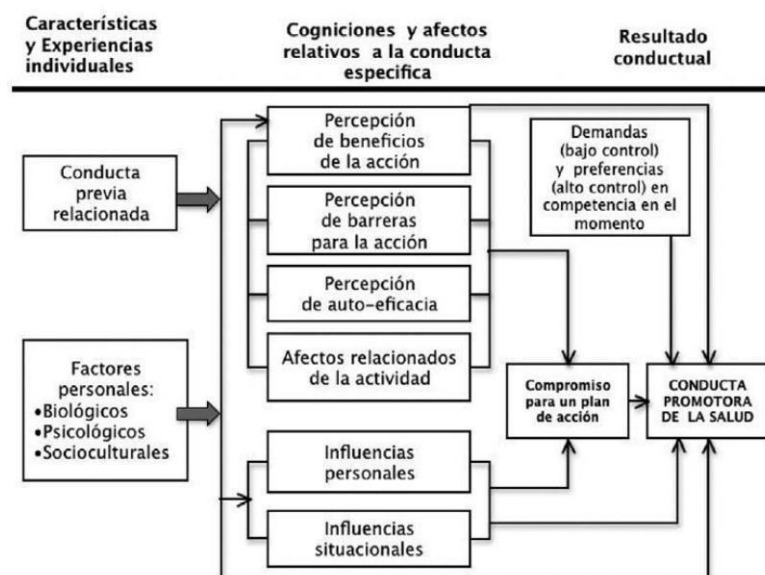 Características
y Experiencias
individuales
Cogniciones y afectos
relativos a la conducta
especifica
Resultado
conductual
Conducta
previa
relacionada
Factores
personales:
•Biológicos
•Psicológicos
•Socioculturales
Percepción
de beneficios
de la acción
Percepción
de barreras
para la acción
Percepción
de auto-eficacia
Afectos relacionados
de la actividad
Influencias
personales
Influencias
situacionales
Demandas
(bajo control)
y preferencias
(alto control) en
competencia en el
momento
Compromiso
para un plan
de acción
CONDUCTA
PROMOTORA
DE LA SALUD